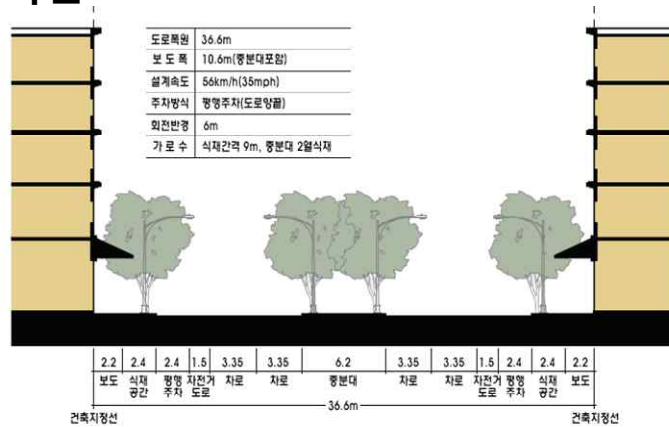 도로폭원 36.6m
보 도 폭 10.6m(중분대포함)
설계속도 56km/h(35mph)
주차방식 평행주차(도로양끝)
회전반경 6m
가 로 수 식재간격 9m, 중분대 2열식재
2.2 2.4 2.4 1.5 3.35 3.35 6.2 3.35 3.35 1.5 2.4 2.4 2.2
보도 식재 평행 자전거 차로 차로 중분대 차로 차로 자전거 평행 식재 보도
공간 주차 도로 도로 주차 공간
36.6m
건축지정선 건축지정선